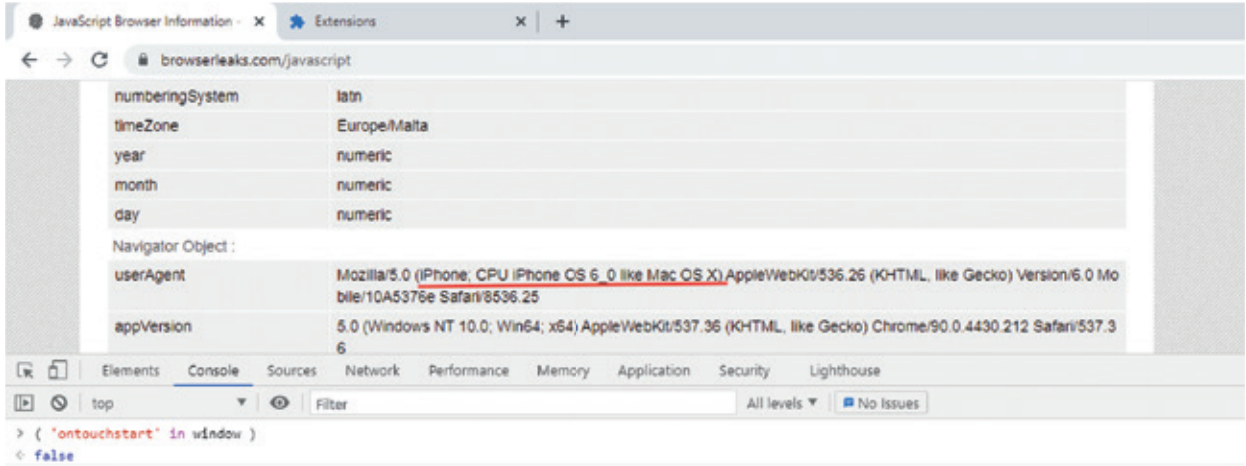 JavaScript Browser Information -
Extensions
browserleaks.com/javascript
numberingSystem latn
timeZone Europe/Malta
year numeric
month numeric
day numeric
Navigator Object :
userAgent Mozilla/5.0 (iPhone; CPU iPhone OS 6_0 like Mac OS X) AppleWebKit/536.26 (KHTML, like Gecko) Version/6.0 Mo
bile/10A5376e Safari/8536.25
appVersion 5.0 (Windows NT 10.0; Win64; x64) AppleWebKit/537.36 (KHTML, like Gecko) Chrome/90.0.4430.212 Safari/537.3
6
Elements Console Sources Network Performance Memory Application Security Lighthouse
top Filter All levels No Issues
> ( 'ontouchstart' in window )
false